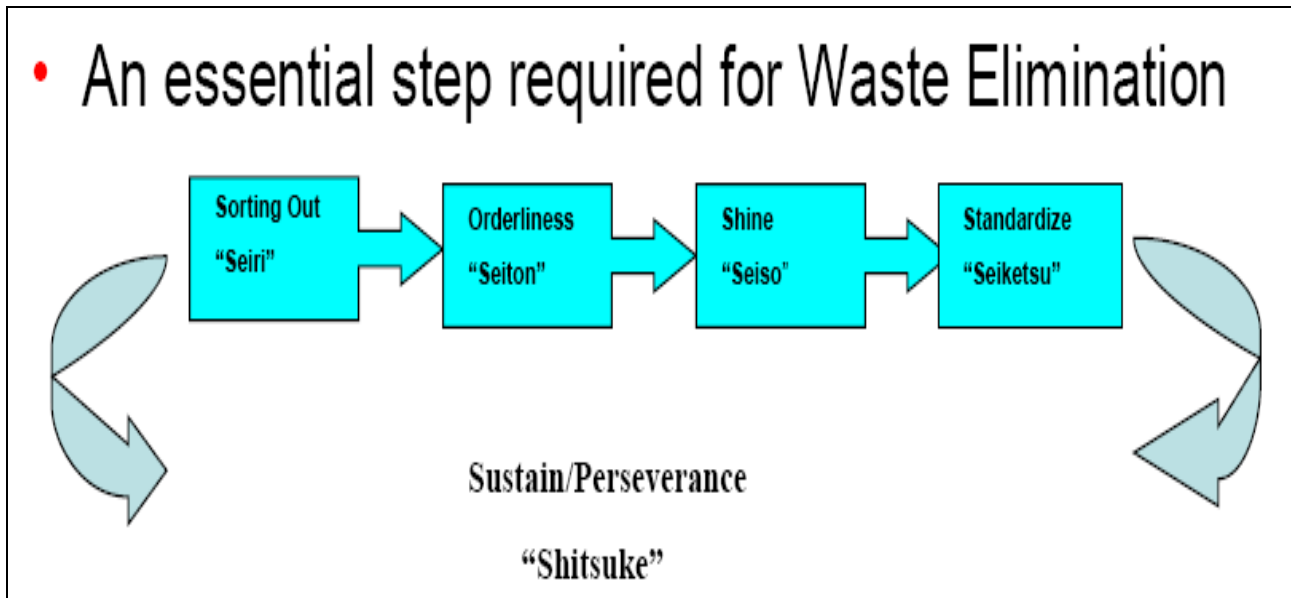 • An essential step required for Waste Elimination
Sorting Out
“Seiri”
Orderliness
“Seiton”
Shine
“Seiso”
Standardize
“Seiketsu”
Sustain/Perseverance
“Shitsuke”